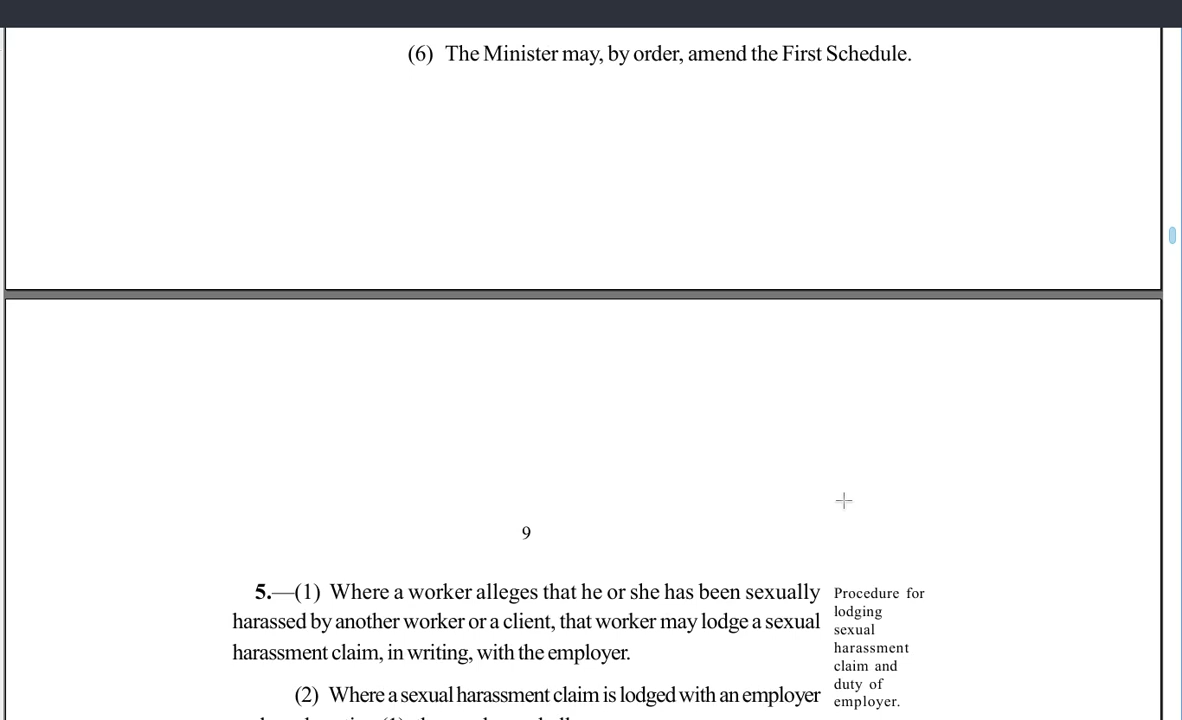 (6) The Minister may, by order, amend the First Schedule.
9
5.—(1) Where a worker alleges that he or she has been sexually
harassed by another worker or a client, that worker may lodge a sexual
harassment claim, in writing, with the employer.
(2) Where a sexual harassment claim is lodged with an employer
Procedure for
lodging
sexual
harassment
claim and
duty of
employer.